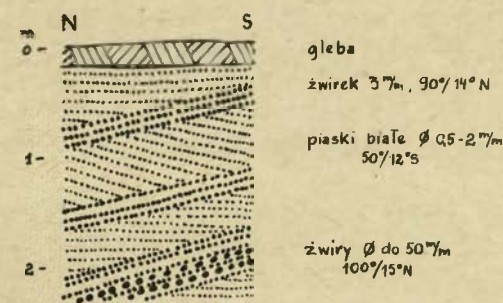 N S
m
0 -
gleba
żwirek 3 m/m, 90°/14° N
piaski białe Ø 0,5-2 m/m
50°/12°S
1-
żwiry Ø do 50 m/m
100°/15°N
2-